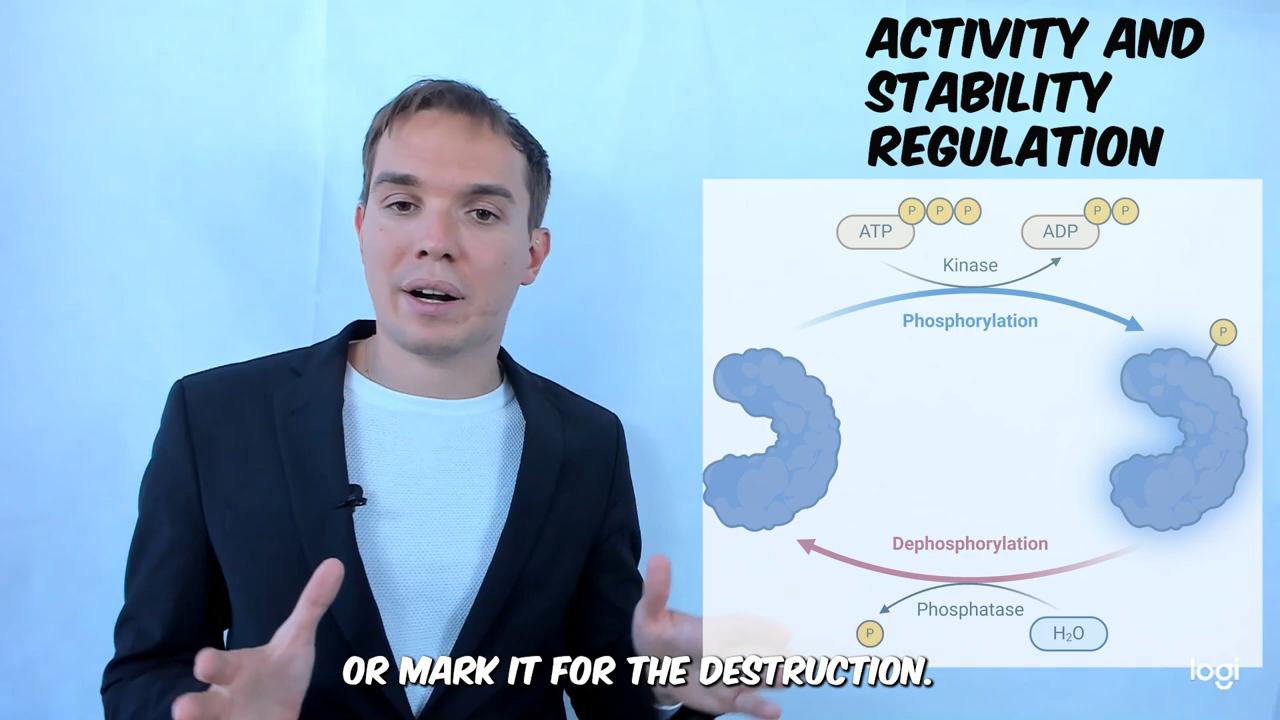 ACTIVITY AND
STABILITY
REGULATION
P P P
P P
ATP
ADP
Kinase
Phosphorylation
P
Dephosphorylation
Phosphatase
P
H₂O
OR MARK IT FOR THE DESTRUCTION.
logi